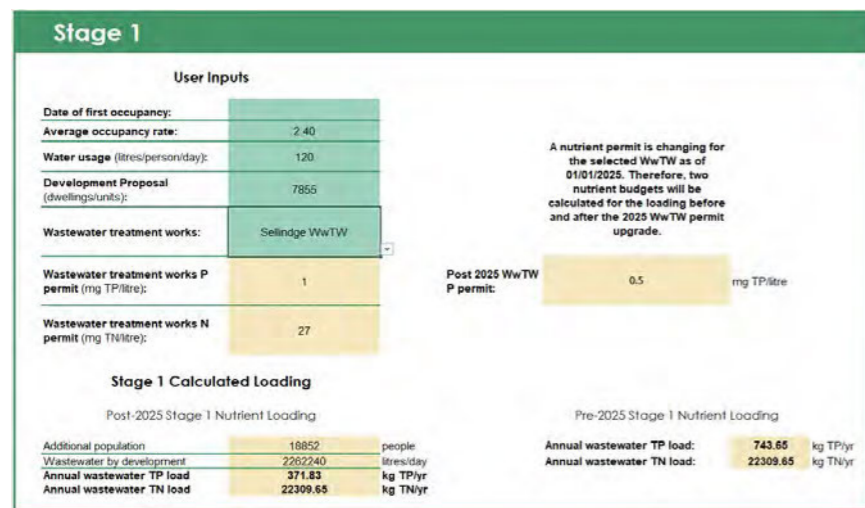 Stage 1
User Inputs
Date of first occupancy:
Average occupancy rate: 2.40
Water usage (litres/person/day): 120
Development Proposal
(dwellings/units): 7855
Wastewater treatment works: Sellindge WwTW
Wastewater treatment works P
permit (mg TP/litre): 1
Wastewater treatment works N
permit (mg TN/litre): 27
A nutrient permit is changing for
the selected WwTW as of
01/01/2025. Therefore, two
nutrient budgets will be
calculated for the loading before
and after the 2025 WwTW permit
upgrade.
Post 2025 WwTW
P permit: 0.5 mg TP/litre
Stage 1 Calculated Loading
Post-2025 Stage 1 Nutrient Loading
Additional population 18852 people
Wastewater by development 2262240 litres/day
Annual wastewater TP load 371.83 kg TP/yr
Annual wastewater TN load 22309.65 kg TN/yr
Pre-2025 Stage 1 Nutrient Loading
Annual wastewater TP load: 743.65 kg TP/yr
Annual wastewater TN load: 22309.65 kg TN/yr